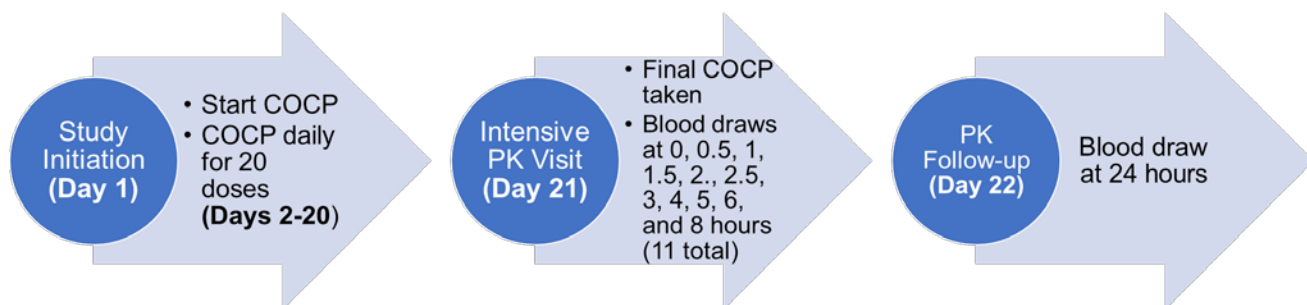 Study
Initiation
(Day 1)
• Start COCP
• COCP daily
for 20
doses
(Days 2-20)
Intensive
PK Visit
(Day 21)
• Final COCP
taken
• Blood draws
at 0, 0.5, 1,
1.5, 2., 2.5,
3, 4, 5, 6,
and 8 hours
(11 total)
PK
Follow-up
(Day 22)
Blood draw
at 24 hours